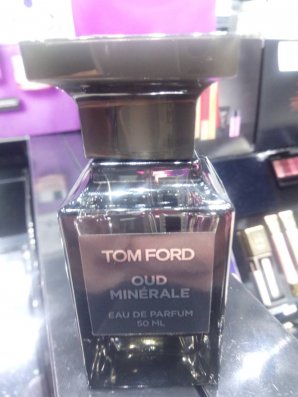 TOM FORD
OUD
MINÉRALE
EAU DE PARFUM
50 ML